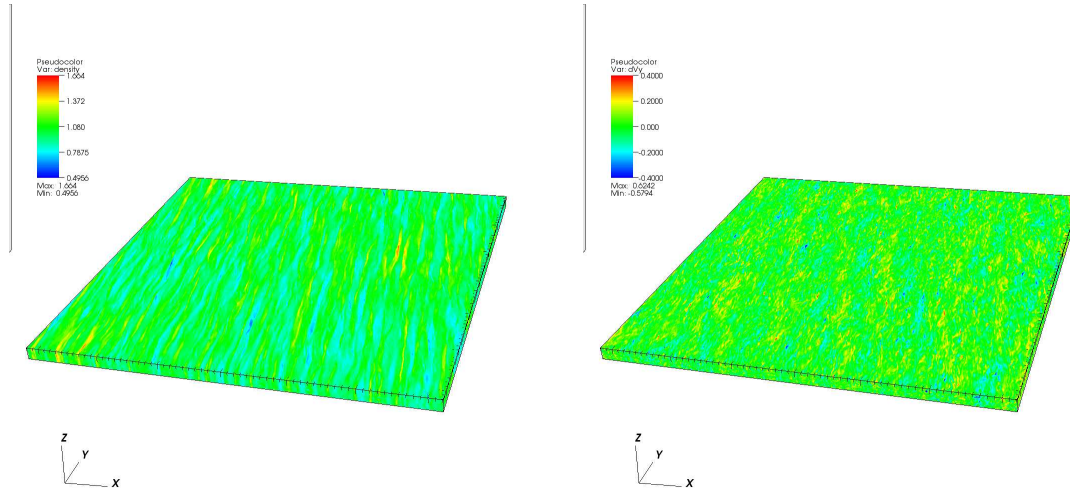 Pseudocolor
Var: density
1.664
1.372
1.080
0.7875
0.4956
Max: 1.664
Min: 0.4956
Z
Y
X
Pseudocolor
Var: dVy
0.4000
0.2000
0.000
-0.2000
-0.4000
Max: 0.6242
Min: -0.5794
Z
Y
X